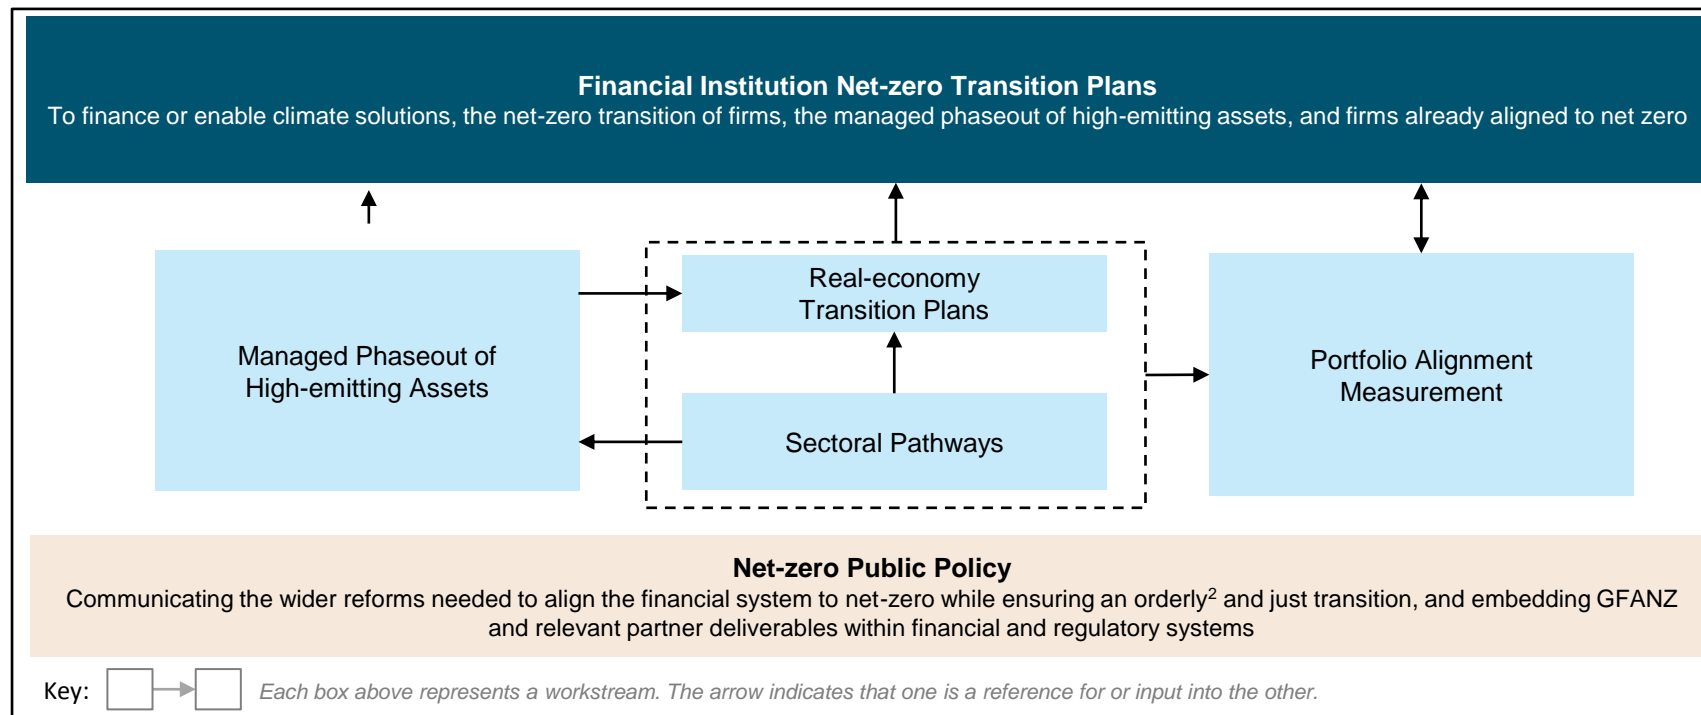 Financial Institution Net-zero Transition Plans
To finance or enable climate solutions, the net-zero transition of firms, the managed phaseout of high-emitting assets, and firms already aligned to net zero
Real-economy
Transition Plans
Managed Phaseout of
High-emitting Assets
Portfolio Alignment
Measurement
Sectoral Pathways
Net-zero Public Policy
Communicating the wider reforms needed to align the financial system to net-zero while ensuring an orderly² and just transition, and embedding GFANZ
and relevant partner deliverables within financial and regulatory systems
Key: Each box above represents a workstream. The arrow indicates that one is a reference for or input into the other.